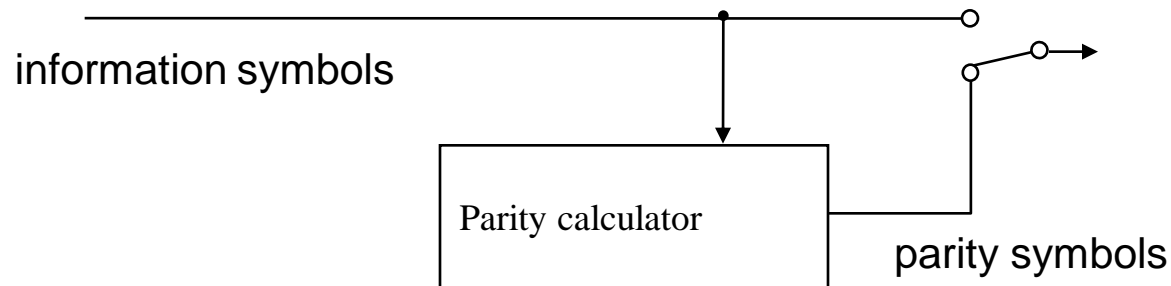 information symbols
Parity calculator
parity symbols